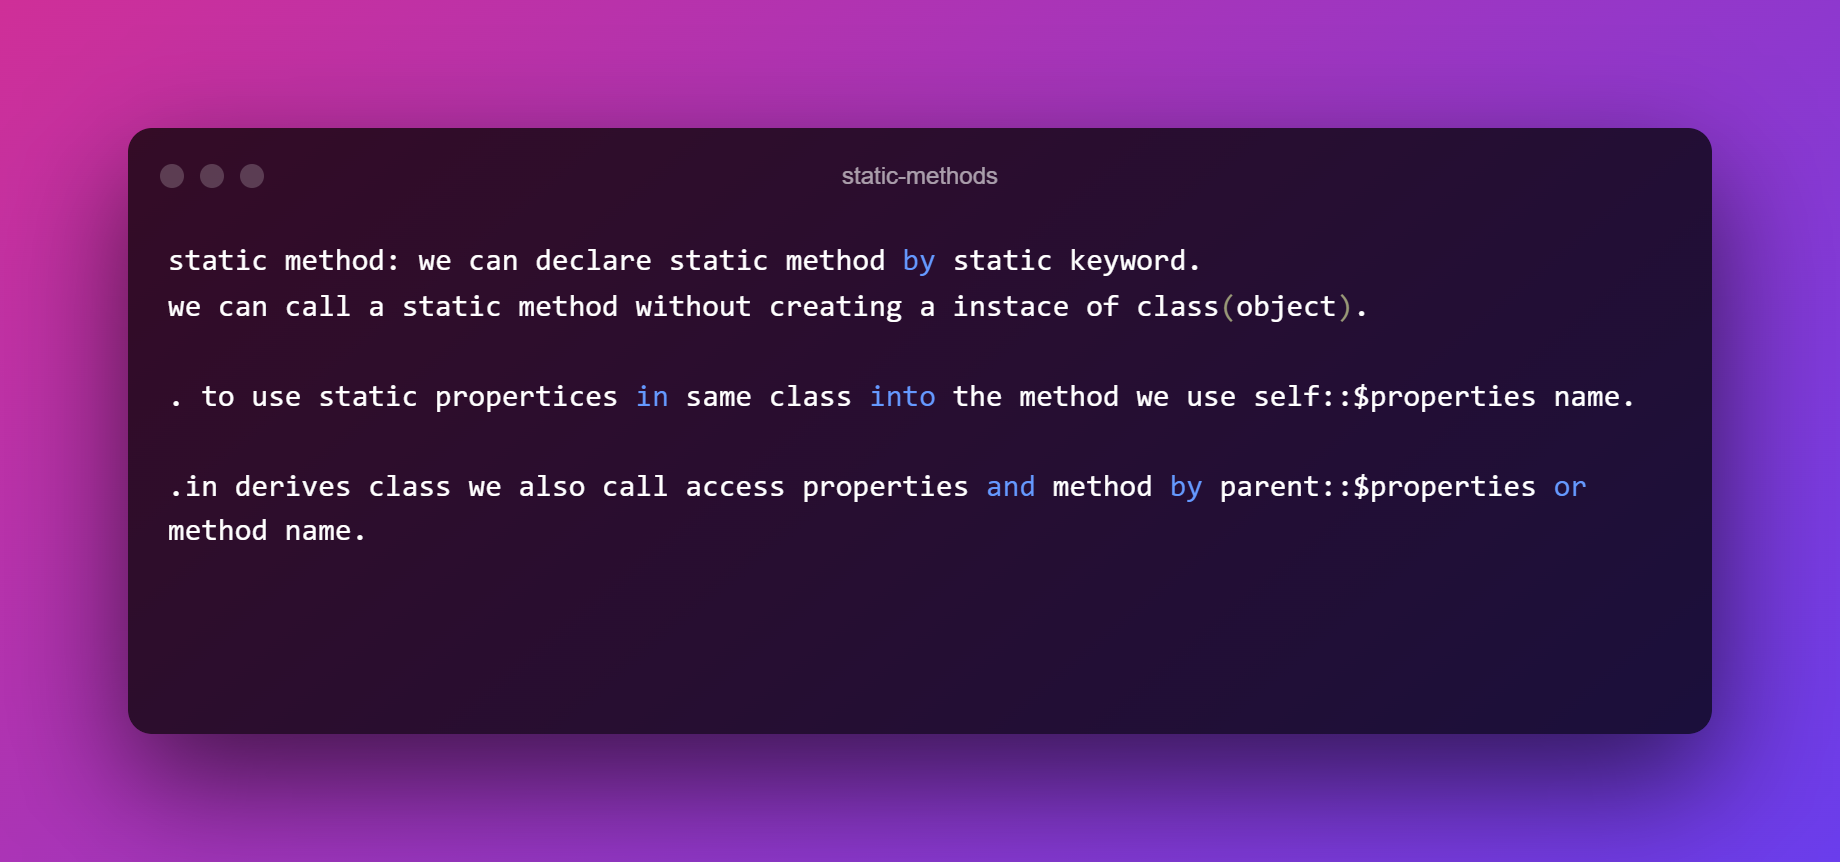 static-methods
static method: we can declare static method by static keyword.
we can call a static method without creating a instace of class(object).
. to use static propertices in same class into the method we use self::$properties name.
.in derives class we also call access properties and method by parent::$properties or
method name.